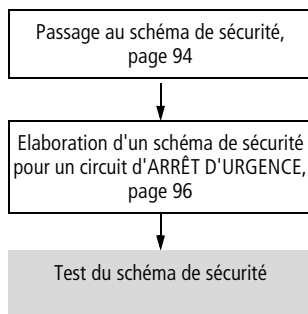 Passage au schéma de sécurité,
page 94
Elaboration d'un schéma de sécurité
pour un circuit d'ARRÊT D'URGENCE,
page 96
Test du schéma de sécurité